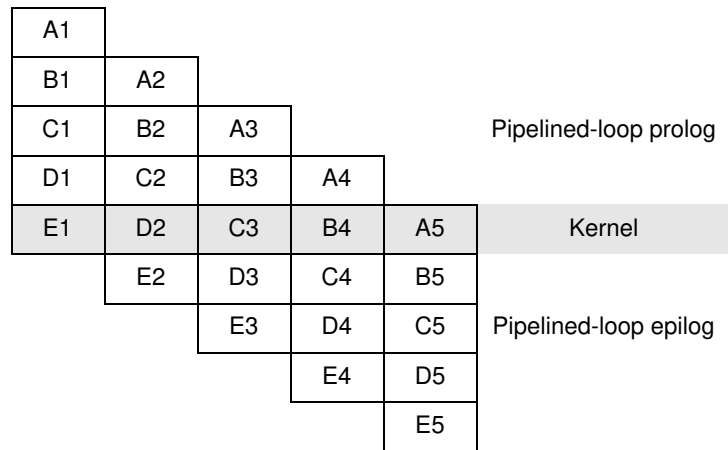 A1
B1 A2
C1 B2 A3 Pipelined-loop prolog
D1 C2 B3 A4
E1 D2 C3 B4 A5 Kernel
E2 D3 C4 B5
E3 D4 C5 Pipelined-loop epilog
E4 D5
E5